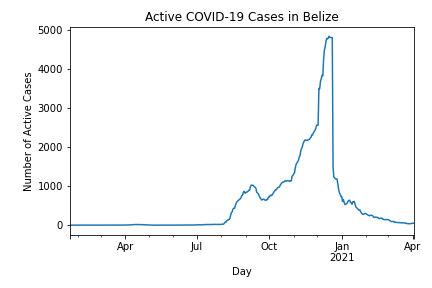 Active COVID-19 Cases in Belize
Number of Active Cases
5000
4000
3000
2000
1000
0
Apr
Jul
Oct
Jan
2021
Apr
Day